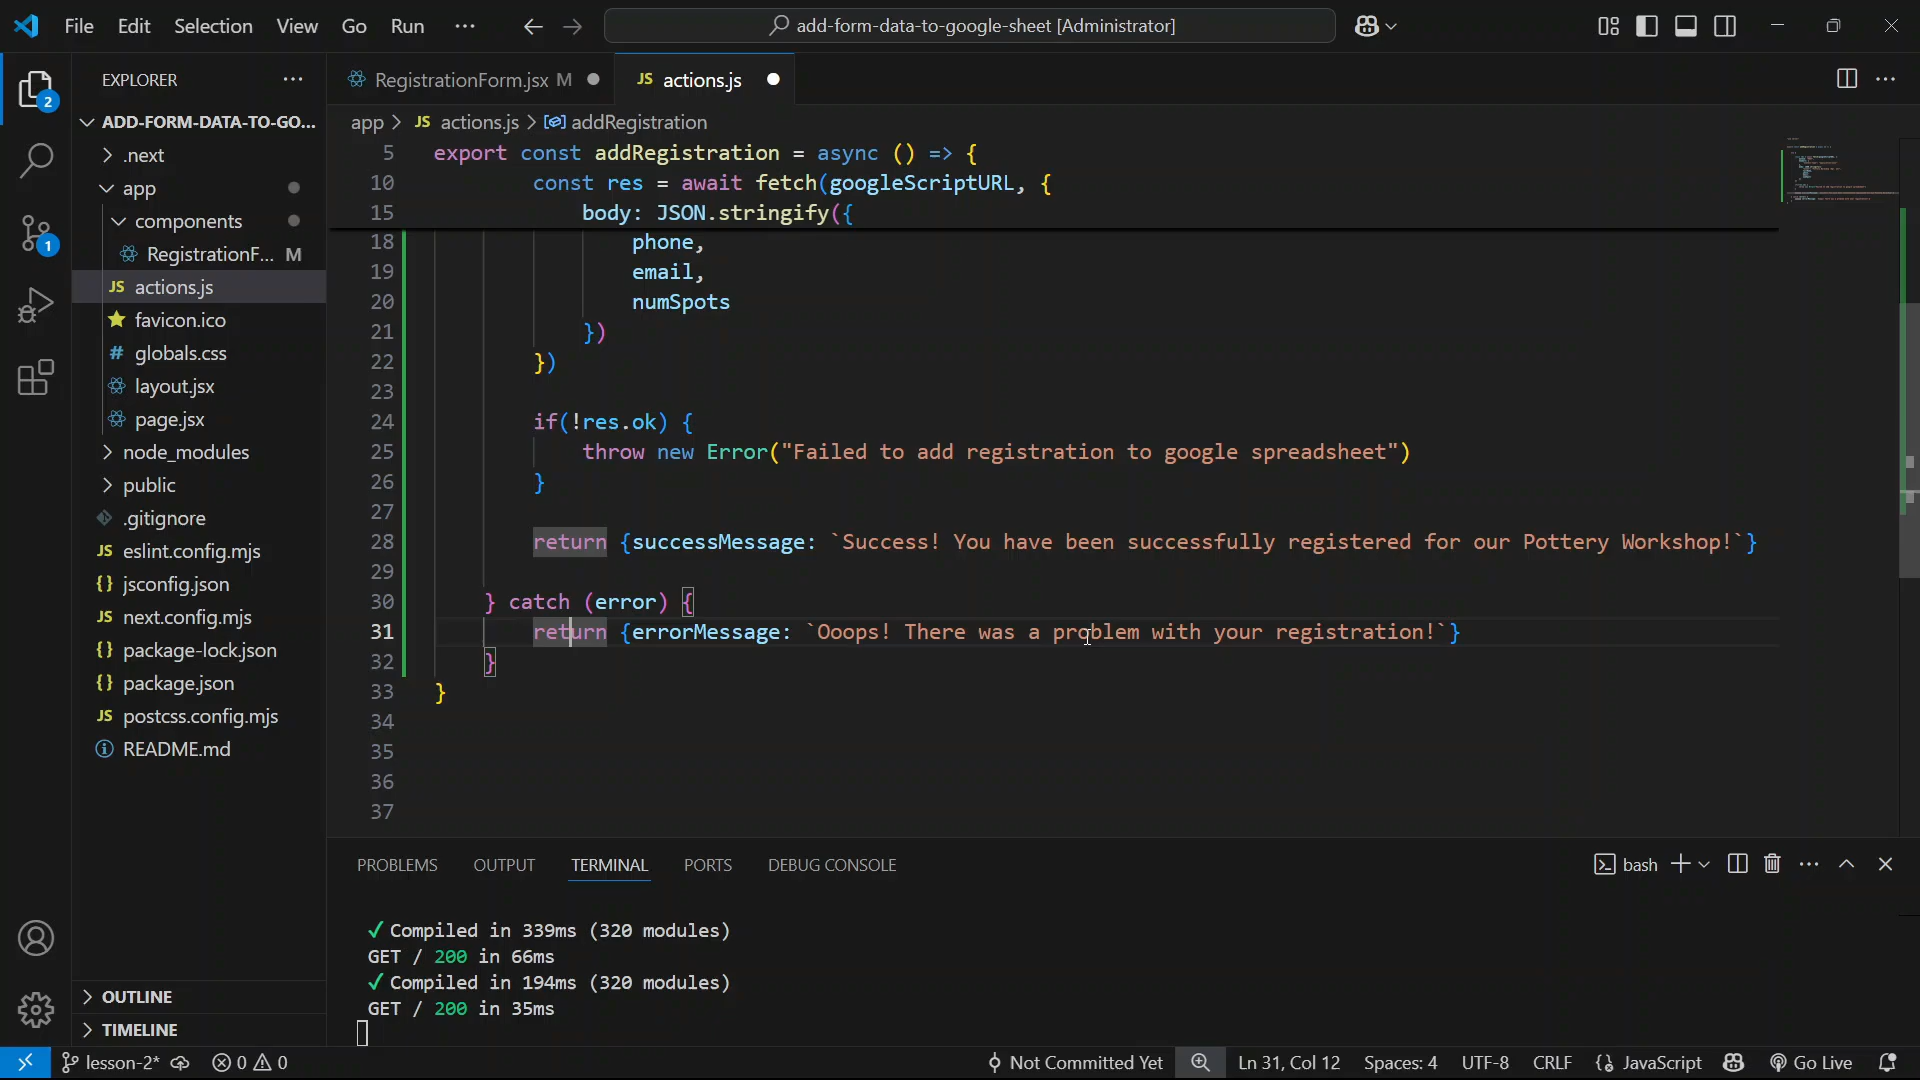 File Edit Selection View Go Run ··· ← → add-form-data-to-google-sheet [Administrator]
EXPLORER ···
RegistrationForm.jsx M ●
JS actions.js ●
ADD-FORM-DATA-TO-GO...
app > JS actions.js > addRegistration
.next
app
components
RegistrationF... M
JS actions.js
favicon.ico
# globals.css
layout.jsx
page.jsx
node_modules
public
.gitignore
JS eslint.config.mjs
{} jsconfig.json
JS next.config.mjs
{} package-lock.json
{} package.json
JS postcss.config.mjs
README.md
OUTLINE
TIMELINE
2
1
5 export const addRegistration = async () => {
10 const res = await fetch(googleScriptURL, {
15 body: JSON.stringify({
18 phone,
19 email,
20 numSpots
21 })
22 })
23
24 if(!res.ok) {
25 throw new Error("Failed to add registration to google spreadsheet")
26 }
27
28 return {successMessage: `Success! You have been successfully registered for our Pottery Workshop!`}
29
30 } catch (error) {
31 return {errorMessage: `Ooops! There was a problem with your registration!`}
32 }
33 }
34
35
36
37
PROBLEMS OUTPUT TERMINAL PORTS DEBUG CONSOLE
bash
✓ Compiled in 339ms (320 modules)
GET / 200 in 66ms
✓ Compiled in 194ms (320 modules)
GET / 200 in 35ms
lesson-2* 0 0 Not Committed Yet Ln 31, Col 12 Spaces: 4 UTF-8 CRLF {} JavaScript Go Live